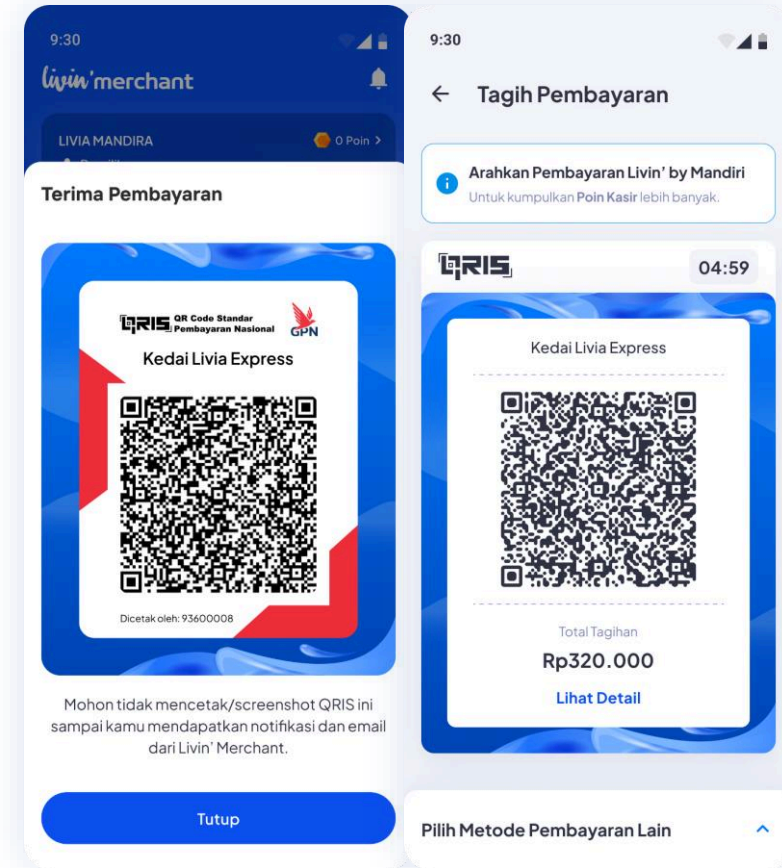 9:30
livin'merchant
LIVIA MANDIRA
0 Poin >
Terima Pembayaran
QRIS QR Code Standar
Pembayaran Nasional
GPN
Kedai Livia Express
Dicetak oleh: 93600008
Mohon tidak mencetak/screenshot QRIS ini
sampai kamu mendapatkan notifikasi dan email
dari Livin' Merchant.
Tutup
9:30
Tagih Pembayaran
Arahkan Pembayaran Livin' by Mandiri
Untuk kumpulkan Poin Kasir lebih banyak.
QRIS
04:59
Kedai Livia Express
Total Tagihan
Rp320.000
Lihat Detail
Pilih Metode Pembayaran Lain